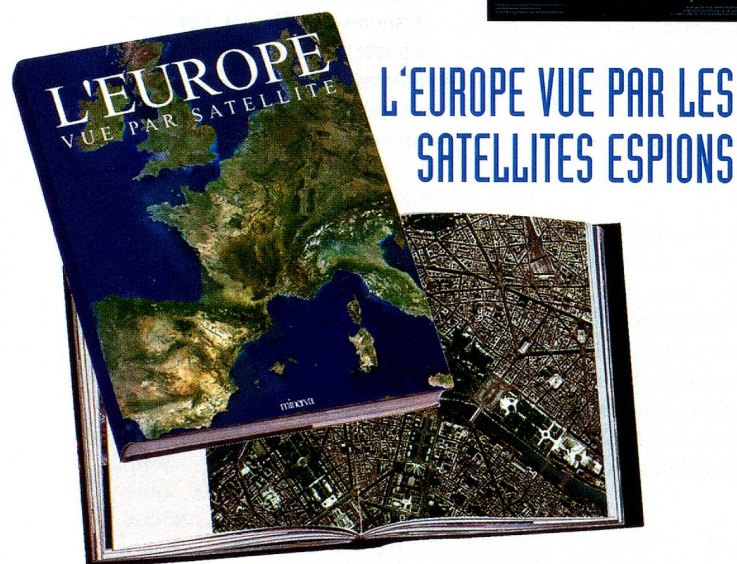 L'EUROPE
VUE PAR SATELLITE
minerva
L'EUROPE VUE PAR LES
SATELLITES ESPIONS